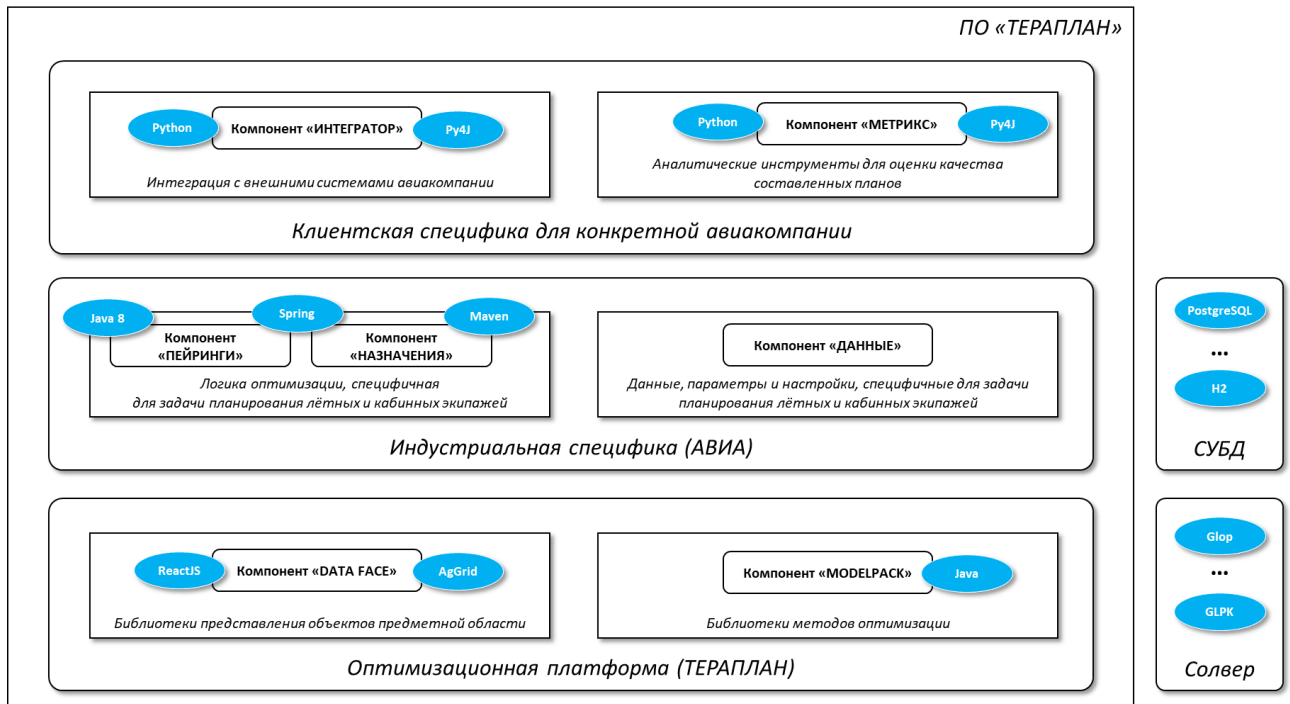 ПО «ТЕРАПЛАН»
Python
Компонент «ИНТЕГРАТОР»
Py4J
Интеграция с внешними системами авиакомпании
Python
Компонент «МЕТРИКС»
Py4J
Аналитические инструменты для оценки качества
составленных планов
Клиентская специфика для конкретной авиакомпании
Java 8
Spring
Maven
Компонент
«ПЕЙРИНГИ»
Компонент
«НАЗНАЧЕНИЯ»
Логика оптимизации, специфичная
для задачи планирования лётных и кабинных экипажей
Компонент «ДАННЫЕ»
Данные, параметры и настройки, специфичные для задачи
планирования лётных и кабинных экипажей
Индустриальная специфика (АВИА)
PostgreSQL
...
H2
СУБД
ReactJS
Компонент «DATA FACE»
AgGrid
Библиотеки представления объектов предметной области
Компонент «MODELPACK»
Java
Библиотеки методов оптимизации
Оптимизационная платформа (ТЕРАПЛАН)
Glop
...
GLPK
Солвер